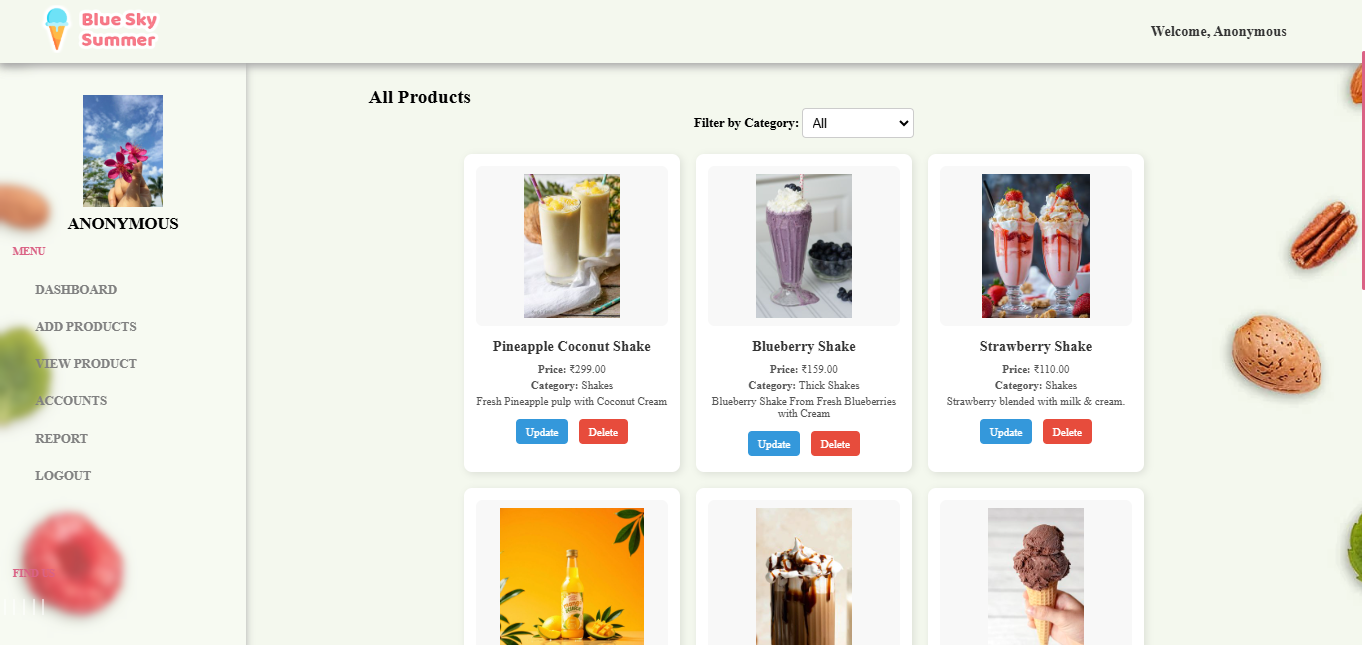 Blue Sky
Summer
Welcome, Anonymous
ANONYMOUS
MENU
DASHBOARD
ADD PRODUCTS
VIEW PRODUCT
ACCOUNTS
REPORT
LOGOUT
All Products
Filter by Category: All
Pineapple Coconut Shake
Price: ₹299.00
Category: Shakes
Fresh Pineapple pulp with Coconut Cream
Update Delete
Blueberry Shake
Price: ₹159.00
Category: Thick Shakes
Blueberry Shake From Fresh Blueberries
with Cream
Update Delete
Strawberry Shake
Price: ₹110.00
Category: Shakes
Strawberry blended with milk & cream.
Update Delete